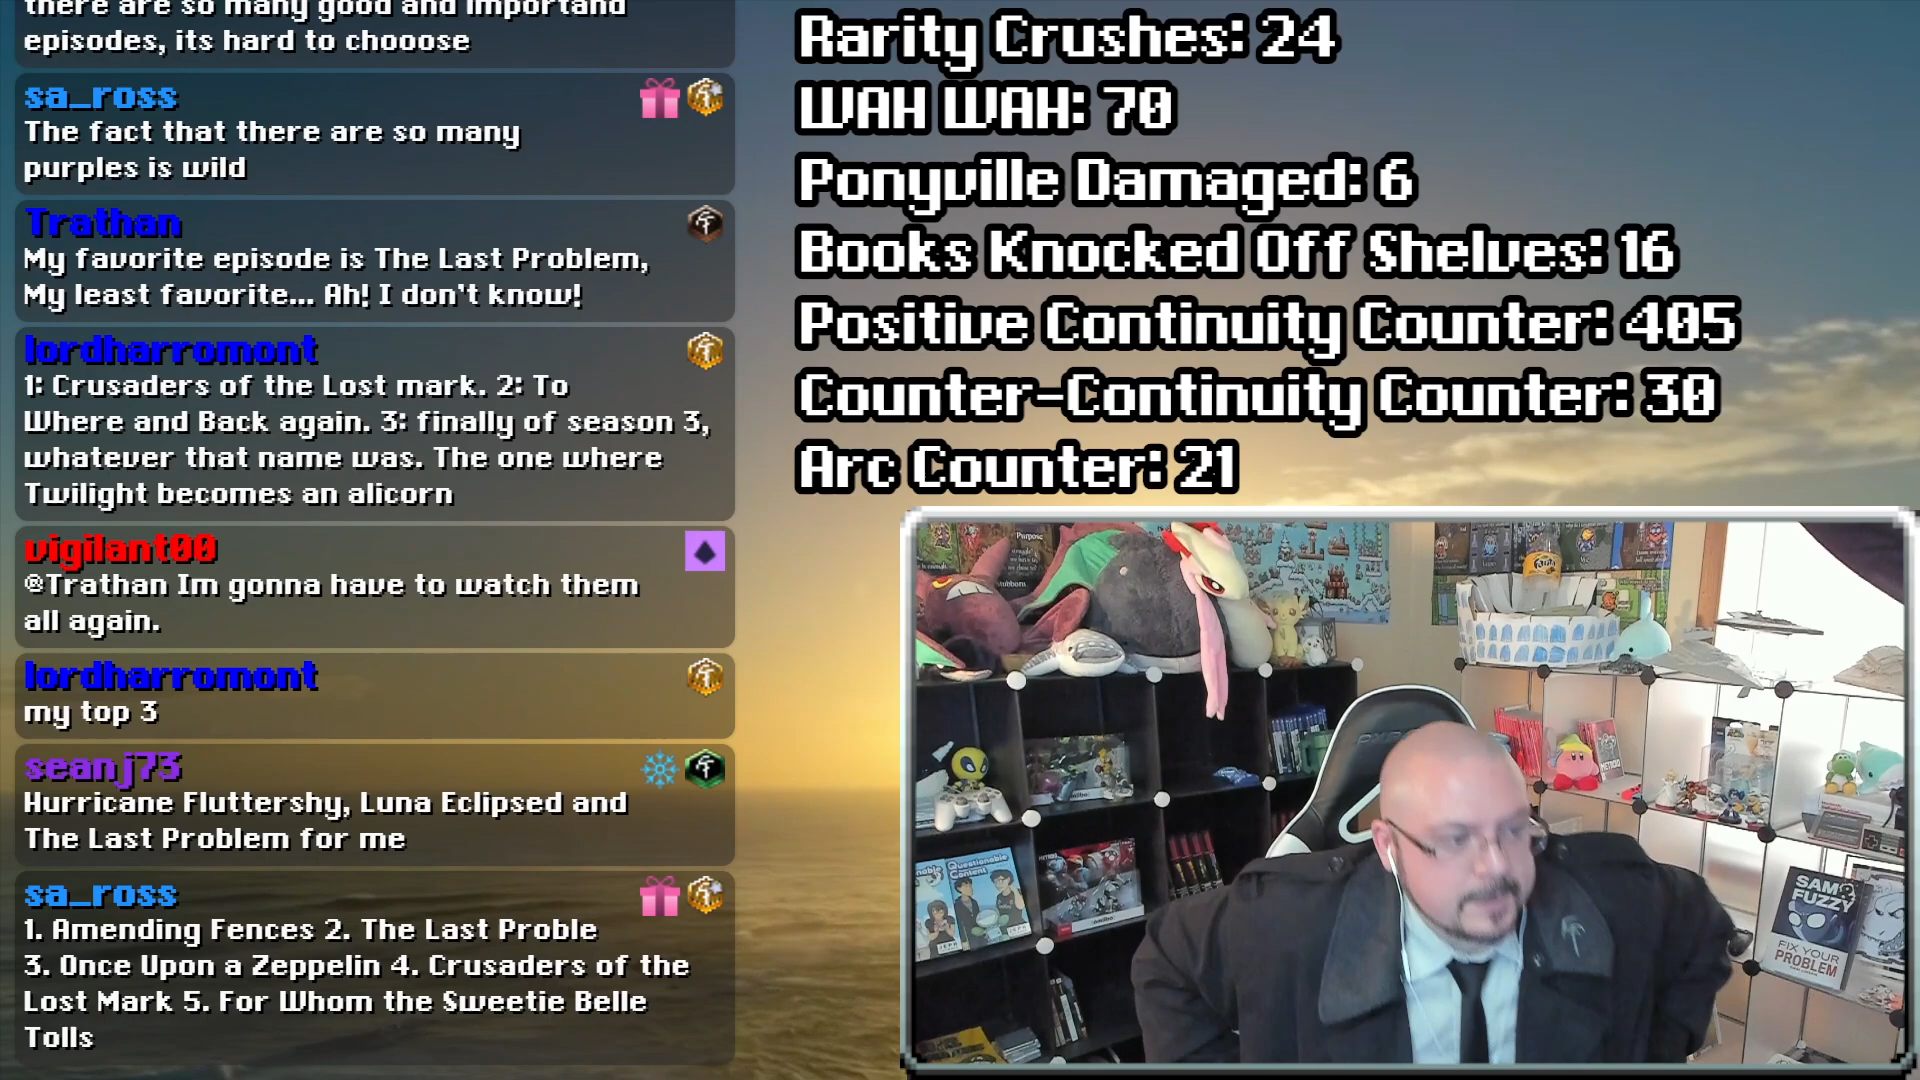 there are so many good and importand
episodes, its hard to chooose
sa_ross
The fact that there are so many
purples is wild
Trathan
My favorite episode is The Last Problem,
My least favorite... Ah! I don't know!
lordharromont
1: Crusaders of the Lost mark. 2: To
Where and Back again. 3: finally of season 3,
whatever that name was. The one where
Twilight becomes an alicorn
vigilant00
@Trathan Im gonna have to watch them
all again.
lordharromont
my top 3
seanj73
Hurricane Fluttershy, Luna Eclipsed and
The Last Problem for me
sa_ross
1. Amending Fences 2. The Last Proble
3. Once Upon a Zeppelin 4. Crusaders of the
Lost Mark 5. For Whom the Sweetie Belle
Tolls
Rarity Crushes: 24
WAH WAH: 70
Ponyville Damaged: 6
Books Knocked Off Shelves: 16
Positive Continuity Counter: 405
Counter-Continuity Counter: 30
Arc Counter: 21
Purpose
Fanta
Questionable
Content
SAM &
FUZZY
FIX YOUR
PROBLEM